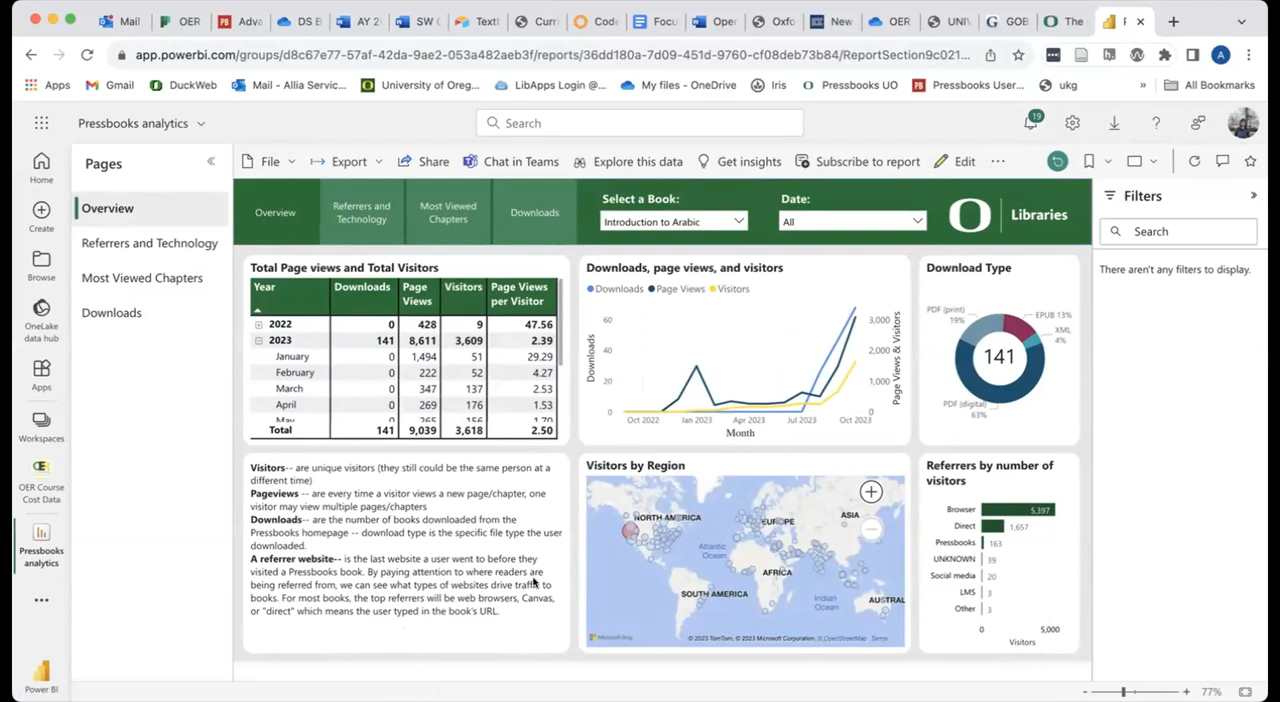 Mail
OER
Adva
DS B
AY 2
SW C
Textl
Curri
Code
Focu
Oper
Oxfo
New
OER
UNIV
GOB
The
app.powerbi.com/groups/d8c67e77-57af-42da-9ae2-053a482aeb3f/reports/36dd180a-7d09-451d-9760-cf08deb73b84/ReportSection9c021...
A
Apps
Gmail
DuckWeb
Mail - Allia Servic...
University of Oreg...
LibApps Login @...
My files - OneDrive
Iris
Pressbooks UO
Pressbooks User...
ukg
»
All Bookmarks
Pressbooks analytics
Search
19
Home
Create
Browse
OneLake
data hub
Apps
Workspaces
OER Course
Cost Data
Pressbooks
analytics
Power BI
Pages
Overview
Referrers and Technology
Most Viewed Chapters
Downloads
File
Export
Share
Chat in Teams
Explore this data
Get insights
Subscribe to report
Edit
Overview
Referrers and
Technology
Most Viewed
Chapters
Downloads
Select a Book:
Introduction to Arabic
Date:
All
Libraries
Filters
Search
There aren't any filters to display.
Total Page views and Total Visitors
Year Downloads Page Views Visitors Page Views per Visitor
2022 0 428 9 47.56
2023 141 8,611 3,609 2.39
January 0 1,494 51 29.29
February 0 222 52 4.27
March 0 347 137 2.53
April 0 269 176 1.53
May 0 265 156 1.70
Total 141 9,039 3,618 2.50
Downloads, page views, and visitors
Downloads Page Views Visitors
60
40
20
0
Downloads
3,000
2,000
1,000
0
Page Views & Visitors
Oct 2022 Jan 2023 Apr 2023 Jul 2023 Oct 2023
Month
Download Type
PDF (print)
19%
EPUB 13%
XML
4%
141
PDF (digital)
63%
Visitors-- are unique visitors (they still could be the same person at a
different time)
Pageviews -- are every time a visitor views a new page/chapter, one
visitor may view multiple pages/chapters
Downloads-- are the number of books downloaded from the
Pressbooks homepage -- download type is the specific file type the user
downloaded.
A referrer website-- is the last website a user went to before they
visited a Pressbooks book. By paying attention to where readers are
being referred from, we can see what types of websites drive traffic to
books. For most books, the top referrers will be web browsers, Canvas,
or "direct" which means the user typed in the book's URL.
Visitors by Region
NORTH AMERICA
EUROPE
ASIA
Atlantic
Ocean
AFRICA
SOUTH AMERICA
Indian
Ocean
AUSTRAL
Microsoft Bing
© 2023 TomTom, © 2023 Microsoft Corporation, © OpenStreetMap Terms
Referrers by number of
visitors
Browser 5,397
Direct 1,657
Pressbooks 163
UNKNOWN 39
Social media 20
LMS 3
Other 3
0 5,000
Visitors
- + 77%